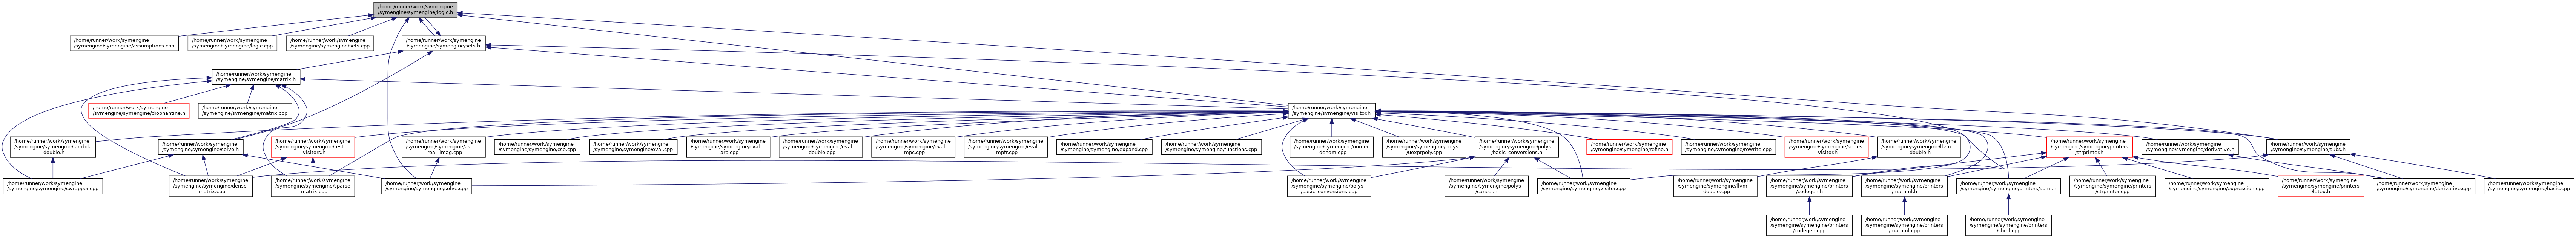 /home/runner/work/symengine
/symengine/symengine/logic.h
/home/runner/work/symengine
/symengine/symengine/assumptions.cpp
/home/runner/work/symengine
/symengine/symengine/logic.cpp
/home/runner/work/symengine
/symengine/symengine/sets.cpp
/home/runner/work/symengine
/symengine/symengine/sets.h
/home/runner/work/symengine
/symengine/symengine/matrix.h
/home/runner/work/symengine
/symengine/symengine/diophantine.h
/home/runner/work/symengine
/symengine/symengine/matrix.cpp
/home/runner/work/symengine
/symengine/symengine/visitor.h
/home/runner/work/symengine
/symengine/symengine/lambda
_double.h
/home/runner/work/symengine
/symengine/symengine/solve.h
/home/runner/work/symengine
/symengine/symengine/test
_visitors.h
/home/runner/work/symengine
/symengine/symengine/as
_real_imag.cpp
/home/runner/work/symengine
/symengine/symengine/cse.cpp
/home/runner/work/symengine
/symengine/symengine/eval.cpp
/home/runner/work/symengine
/symengine/symengine/eval
_arb.cpp
/home/runner/work/symengine
/symengine/symengine/eval
_double.cpp
/home/runner/work/symengine
/symengine/symengine/eval
_mpc.cpp
/home/runner/work/symengine
/symengine/symengine/eval
_mpfr.cpp
/home/runner/work/symengine
/symengine/symengine/expand.cpp
/home/runner/work/symengine
/symengine/symengine/functions.cpp
/home/runner/work/symengine
/symengine/symengine/numer
_denom.cpp
/home/runner/work/symengine
/symengine/symengine/polys
/uexprpoly.cpp
/home/runner/work/symengine
/symengine/symengine/polys
/basic_conversions.h
/home/runner/work/symengine
/symengine/symengine/refine.h
/home/runner/work/symengine
/symengine/symengine/rewrite.cpp
/home/runner/work/symengine
/symengine/symengine/series
_visitor.h
/home/runner/work/symengine
/symengine/symengine/llvm
_double.h
/home/runner/work/symengine
/symengine/symengine/printers
/strprinter.h
/home/runner/work/symengine
/symengine/symengine/derivative.h
/home/runner/work/symengine
/symengine/symengine/subs.h
/home/runner/work/symengine
/symengine/symengine/cwrapper.cpp
/home/runner/work/symengine
/symengine/symengine/dense
_matrix.cpp
/home/runner/work/symengine
/symengine/symengine/sparse
_matrix.cpp
/home/runner/work/symengine
/symengine/symengine/solve.cpp
/home/runner/work/symengine
/symengine/symengine/polys
/basic_conversions.cpp
/home/runner/work/symengine
/symengine/symengine/polys
/cancel.h
/home/runner/work/symengine
/symengine/symengine/visitor.cpp
/home/runner/work/symengine
/symengine/symengine/llvm
_double.cpp
/home/runner/work/symengine
/symengine/symengine/printers
/codegen.h
/home/runner/work/symengine
/symengine/symengine/printers
/mathml.h
/home/runner/work/symengine
/symengine/symengine/printers/sbml.h
/home/runner/work/symengine
/symengine/symengine/printers
/strprinter.cpp
/home/runner/work/symengine
/symengine/symengine/expression.cpp
/home/runner/work/symengine
/symengine/symengine/printers
/latex.h
/home/runner/work/symengine
/symengine/symengine/derivative.cpp
/home/runner/work/symengine
/symengine/symengine/basic.cpp
/home/runner/work/symengine
/symengine/symengine/printers
/codegen.cpp
/home/runner/work/symengine
/symengine/symengine/printers
/mathml.cpp
/home/runner/work/symengine
/symengine/symengine/printers
/sbml.cpp